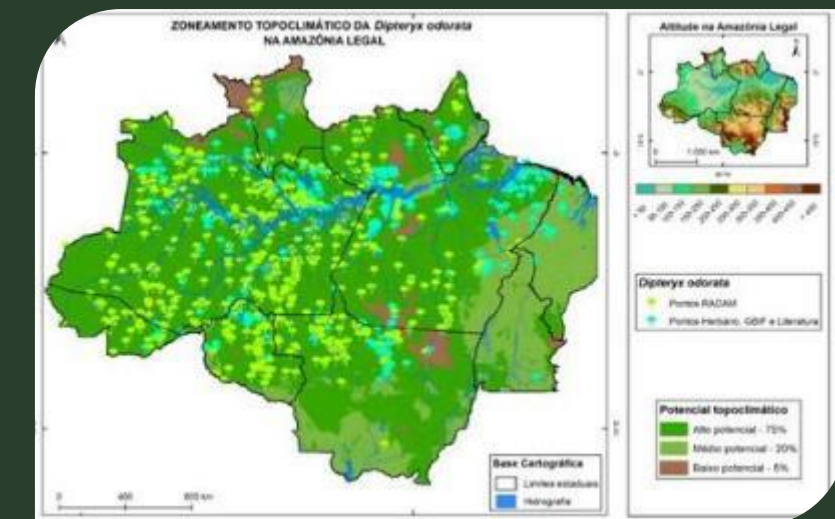 ZONEAMENTO TOPOCLIMÁTICO DA Dipteryx odorata
NA AMAZÔNIA LEGAL
Base Cartográfica
Limites estaduais
Hidrografia
0 400 800 km
Altitude na Amazônia Legal
Dipteryx odorata
Pontos RADAM
Pontos Herbário, GBIF e Literatura
Potencial topoclimático
Alto potencial - 75%
Médio potencial - 20%
Baixo potencial - 5%